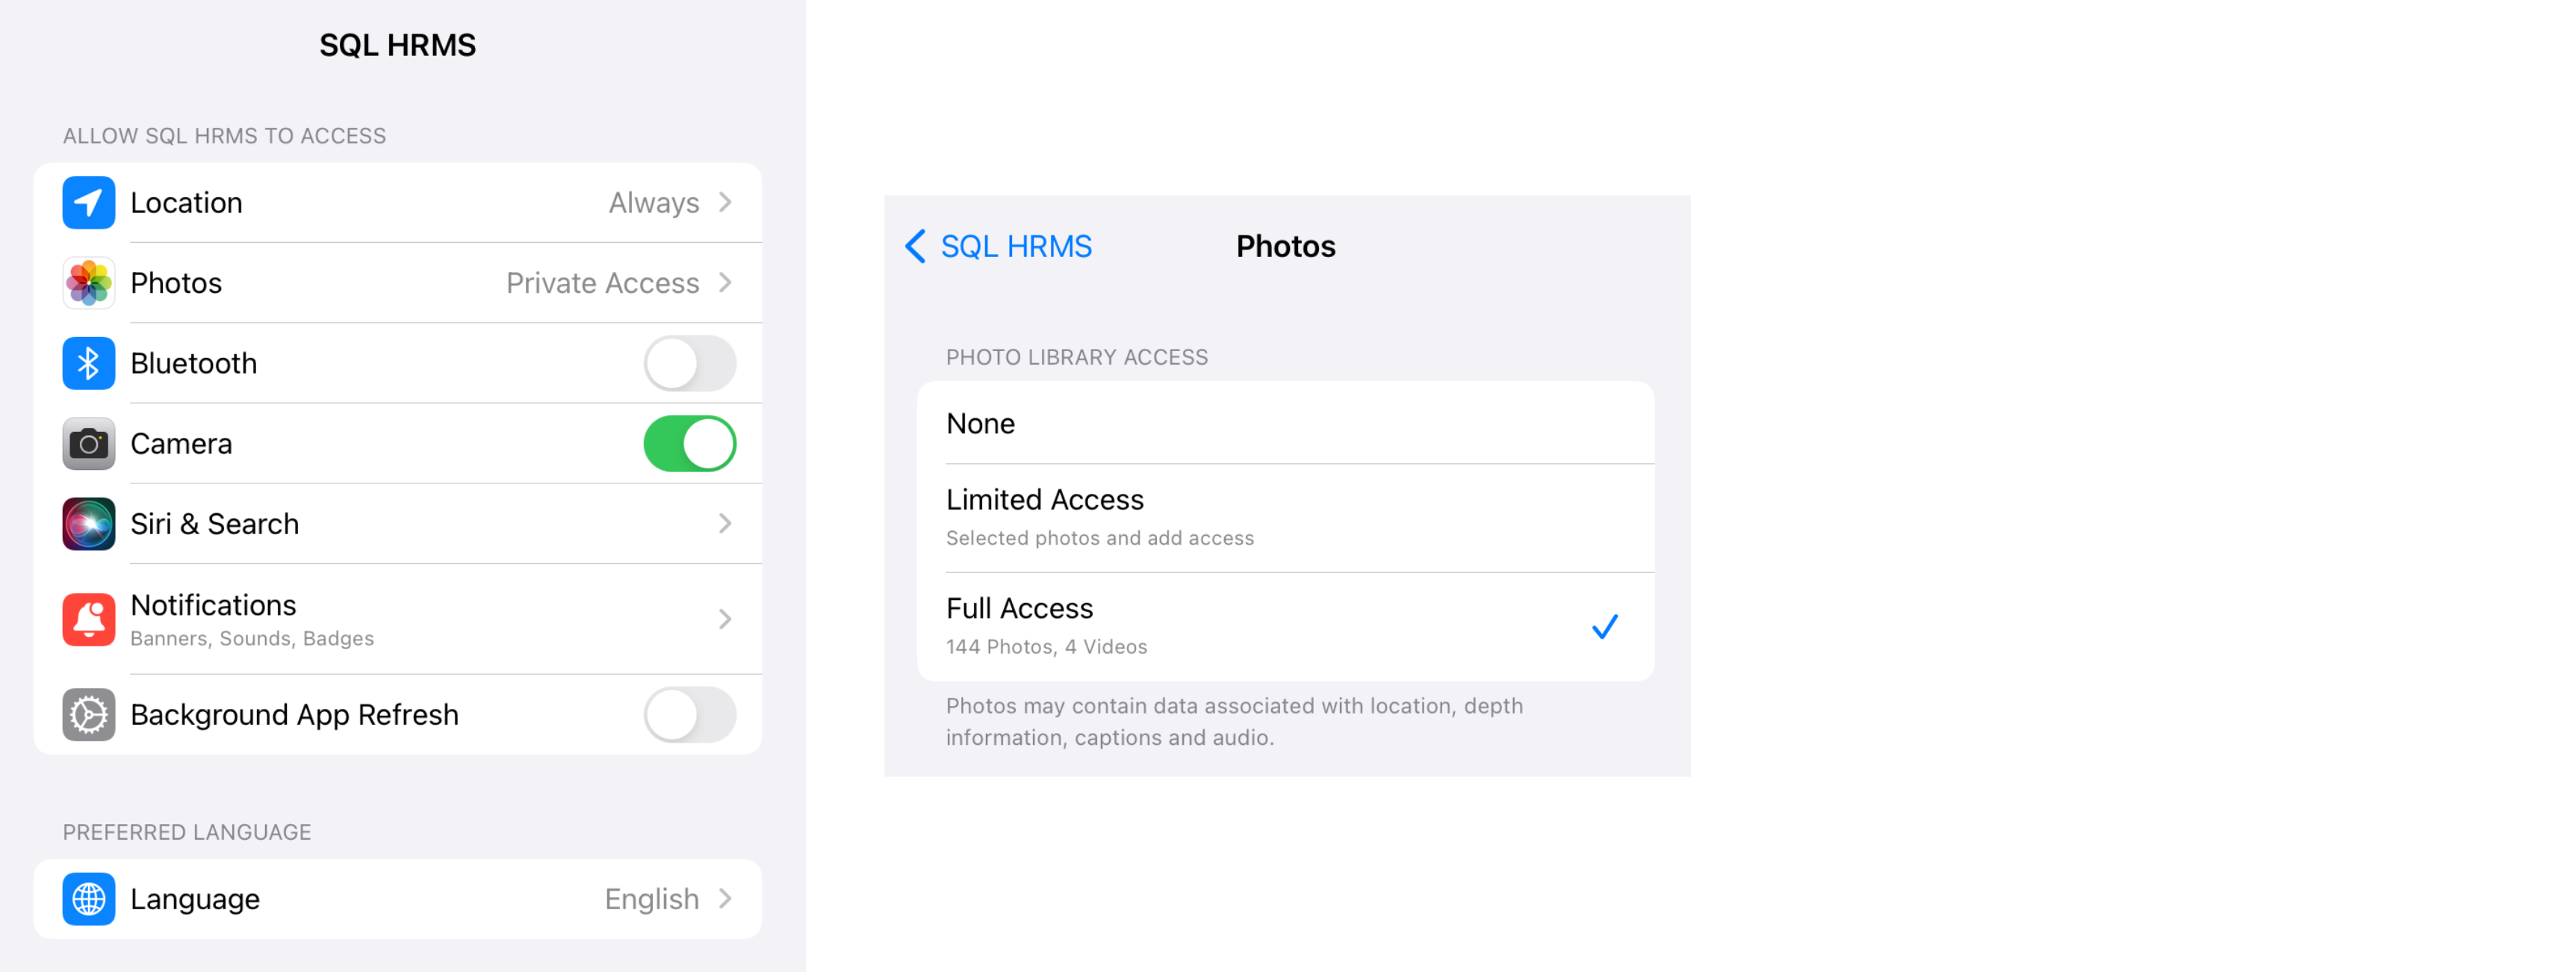 SQL HRMS
ALLOW SQL HRMS TO ACCESS
Location Always
Photos Private Access
Bluetooth
Camera
Siri & Search
Notifications
Banners, Sounds, Badges
Background App Refresh
PREFERRED LANGUAGE
Language English
SQL HRMS Photos
PHOTO LIBRARY ACCESS
None
Limited Access
Selected photos and add access
Full Access
144 Photos, 4 Videos
Photos may contain data associated with location, depth
information, captions and audio.